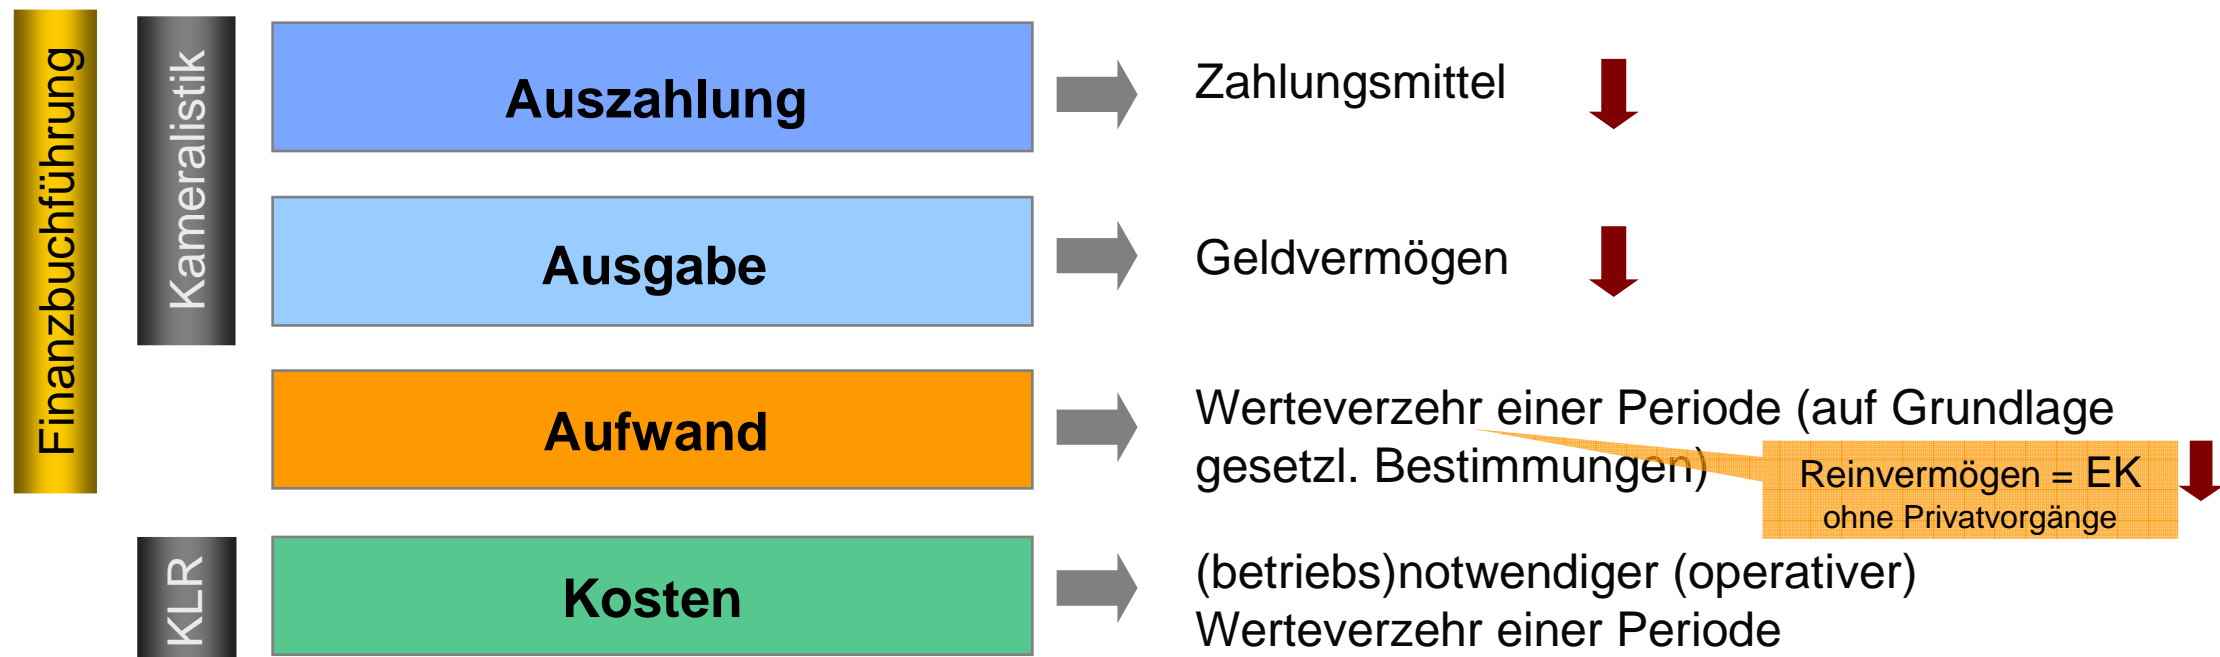 Finanzbuchführung
Kameralistik
Auszahlung
Zahlungsmittel
Ausgabe
Geldvermögen
Aufwand
Werteverzehr einer Periode (auf Grundlage
gesetzl. Bestimmungen)
Reinvermögen = EK
ohne Privatvorgänge
KLR
Kosten
(betriebs)notwendiger (operativer)
Werteverzehr einer Periode